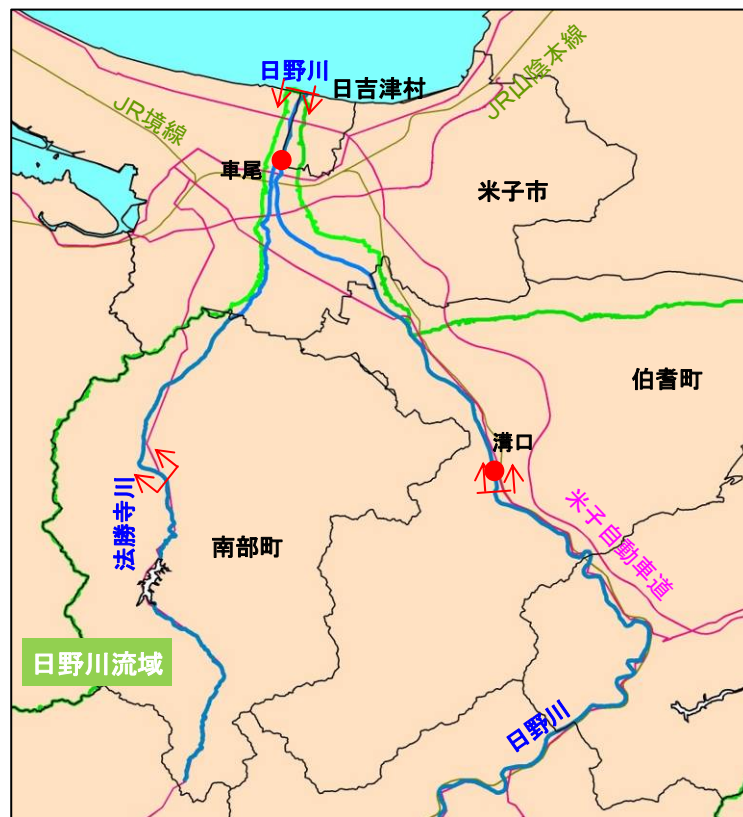 日野川
日吉津村
JR境線
JR山陰本線
車尾
米子市
伯耆町
溝口
法勝寺川
南部町
米子自動車道
日野川流域
日野川